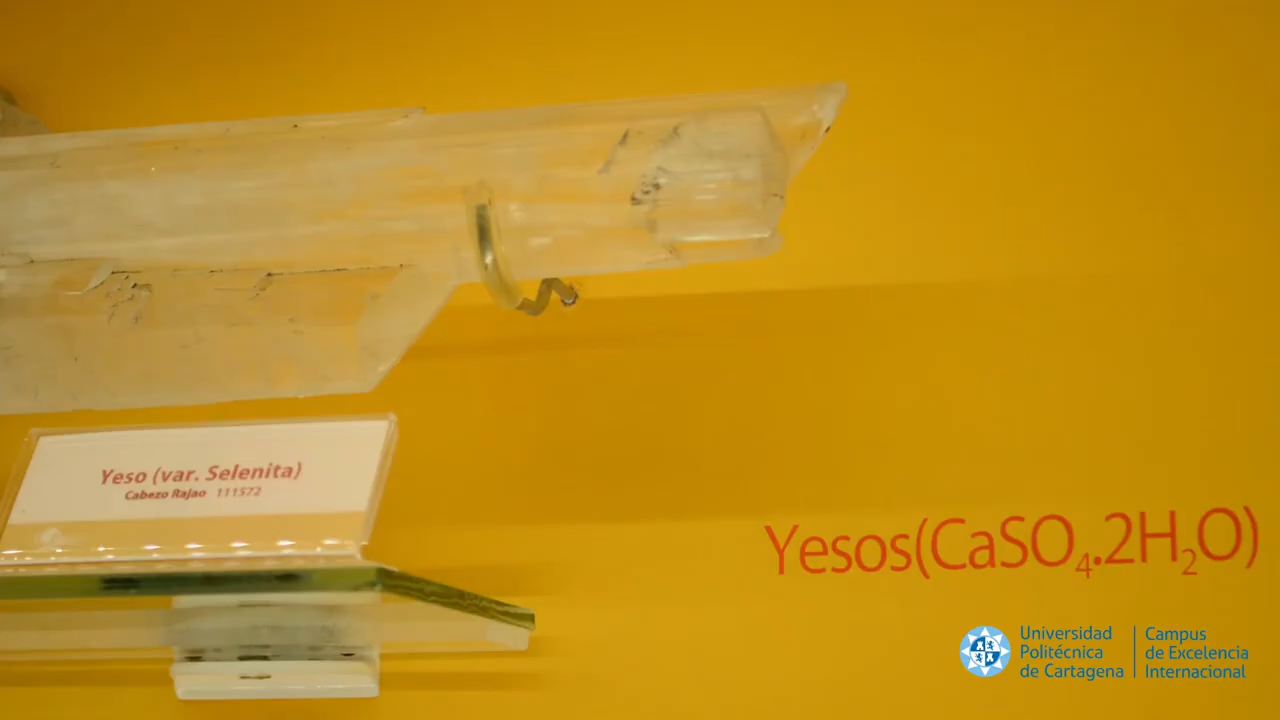 Yeso (var. Selenita)
Cabezo Rajao 111572
Yesos(CaSO₄.2H₂O)
Universidad
Politécnica
de Cartagena
Campus
de Excelencia
Internacional